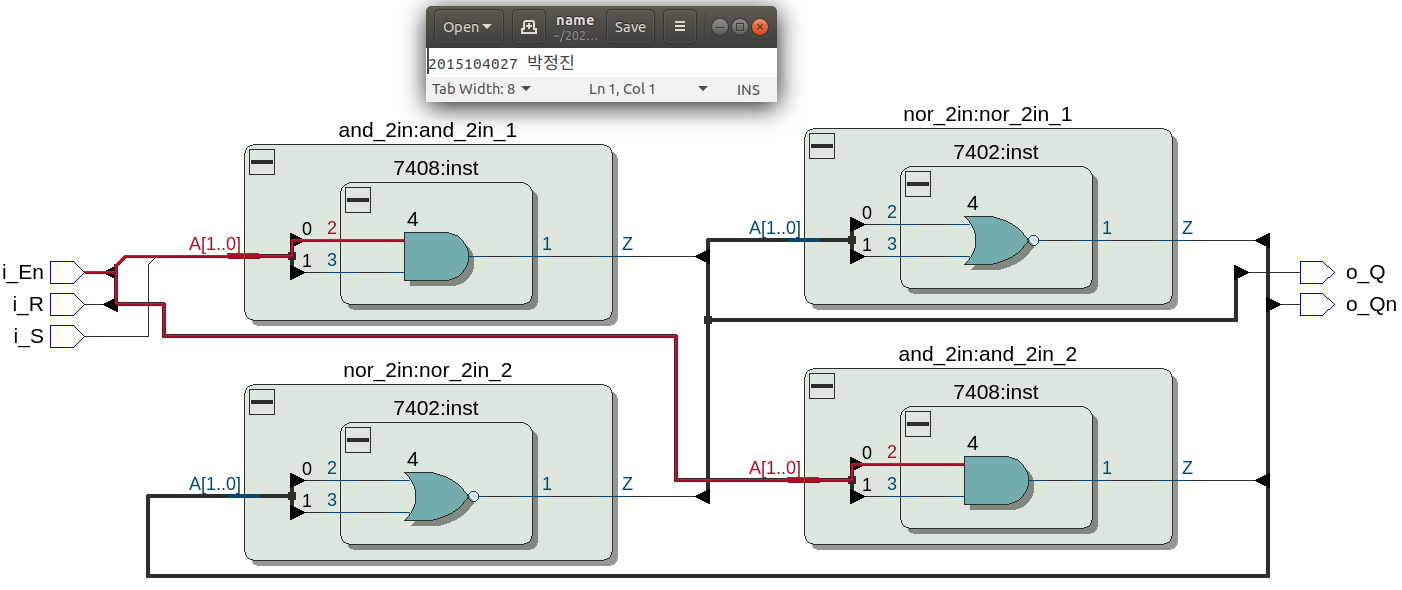 Open
name
~/202...
Save
2015104027 박정진
Tab Width: 8
Ln 1, Col 1
INS
and_2in:and_2in_1
7408:inst
4
A[1..0]
0 2
1 3
1
Z
nor_2in:nor_2in_1
7402:inst
4
A[1..0]
0 2
1 3
1
Z
i_En
i_R
i_S
o_Q
o_Qn
nor_2in:nor_2in_2
7402:inst
4
A[1..0]
0 2
1 3
1
Z
and_2in:and_2in_2
7408:inst
4
A[1..0]
0 2
1 3
1
Z